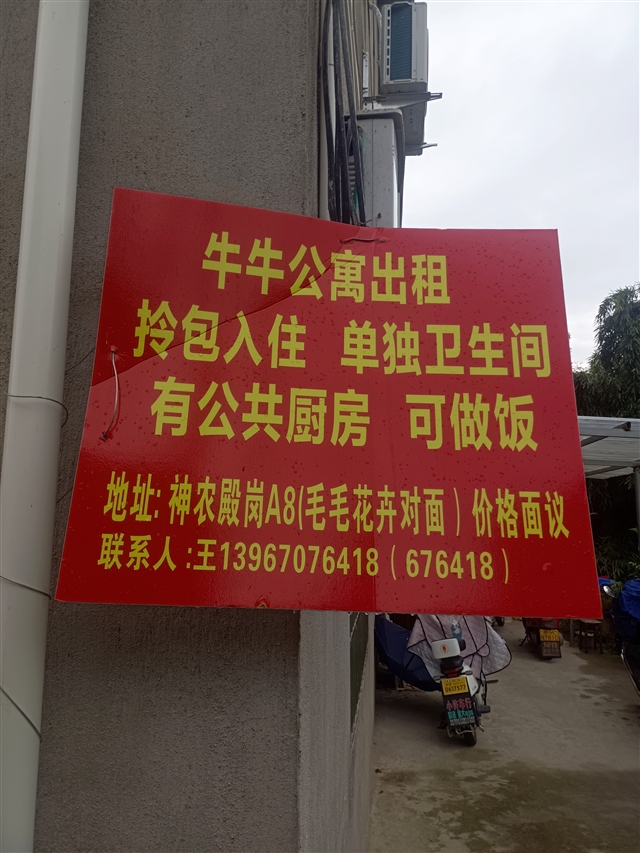 牛牛公寓出租
拎包入住 单独卫生间
有公共厨房 可做饭
地址: 神农殿岗A8(毛毛花卉对面）价格面议
联系人:王13967076418（676418）